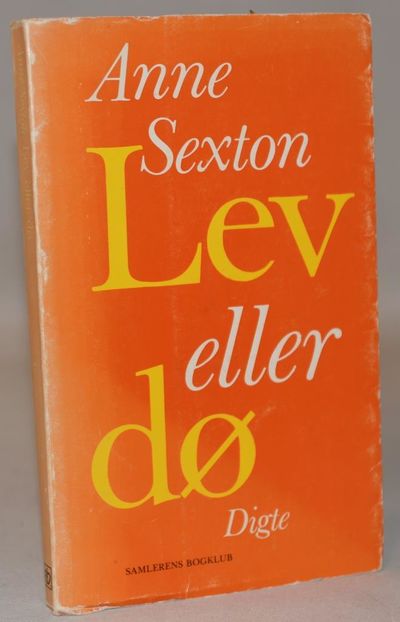 Anne
Sexton
Lev
eller
dø
Digte
SAMLERENS BOGKLUB